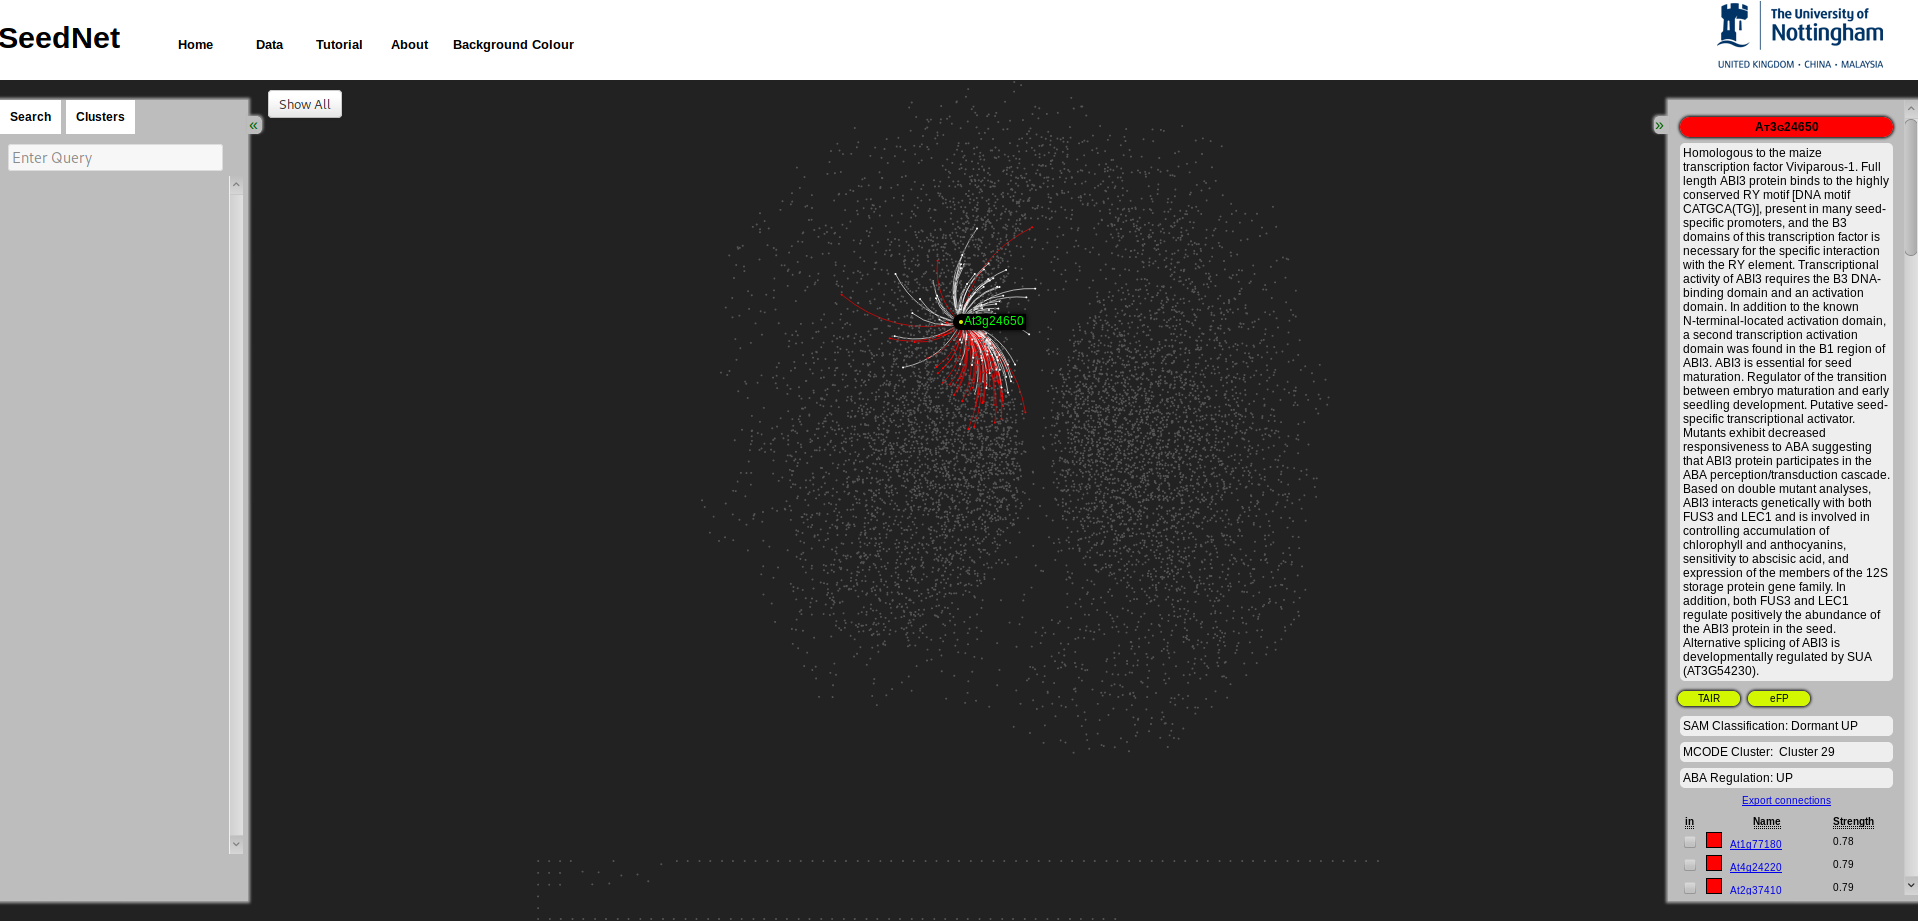 SeedNet
Home Data Tutorial About Background Colour
The University of
Nottingham
UNITED KINGDOM · CHINA · MALAYSIA
Search Clusters
Enter Query
«
Show All
At3g24650
»
At3g24650
Homologous to the maize
transcription factor Viviparous-1. Full
length ABI3 protein binds to the highly
conserved RY motif [DNA motif
CATGCA(TG)], present in many seed-
specific promoters, and the B3
domains of this transcription factor is
necessary for the specific interaction
with the RY element. Transcriptional
activity of ABI3 requires the B3 DNA-
binding domain and an activation
domain. In addition to the known
N-terminal-located activation domain,
a second transcription activation
domain was found in the B1 region of
ABI3. ABI3 is essential for seed
maturation. Regulator of the transition
between embryo maturation and early
seedling development. Putative seed-
specific transcriptional activator.
Mutants exhibit decreased
responsiveness to ABA suggesting
that ABI3 protein participates in the
ABA perception/transduction cascade.
Based on double mutant analyses,
ABI3 interacts genetically with both
FUS3 and LEC1 and is involved in
controlling accumulation of
chlorophyll and anthocyanins,
sensitivity to abscisic acid, and
expression of the members of the 12S
storage protein gene family. In
addition, both FUS3 and LEC1
regulate positively the abundance of
the ABI3 protein in the seed.
Alternative splicing of ABI3 is
developmentally regulated by SUA
(AT3G54230).
TAIR eFP
SAM Classification: Dormant UP
MCODE Cluster: Cluster 29
ABA Regulation: UP
Export connections
in Name Strength
At1g77180 0.78
At4g24220 0.79
At2g37410 0.79